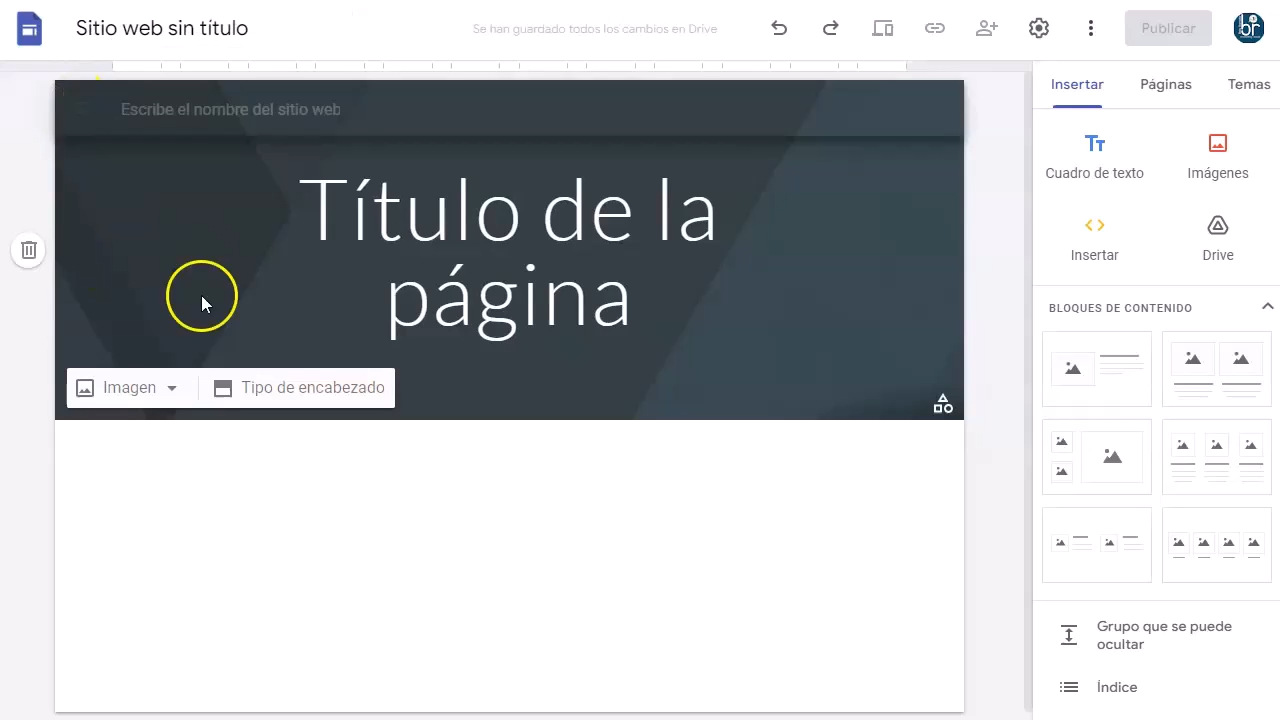 Sitio web sin título
Se han guardado todos los cambios en Drive
Publicar
br
Insertar
Páginas
Temas
Escribe el nombre del sitio web
Título de la
página
Imagen
Tipo de encabezado
Tт
Cuadro de texto
Imágenes
Insertar
Drive
BLOQUES DE CONTENIDO
Grupo que se puede
ocultar
Índice